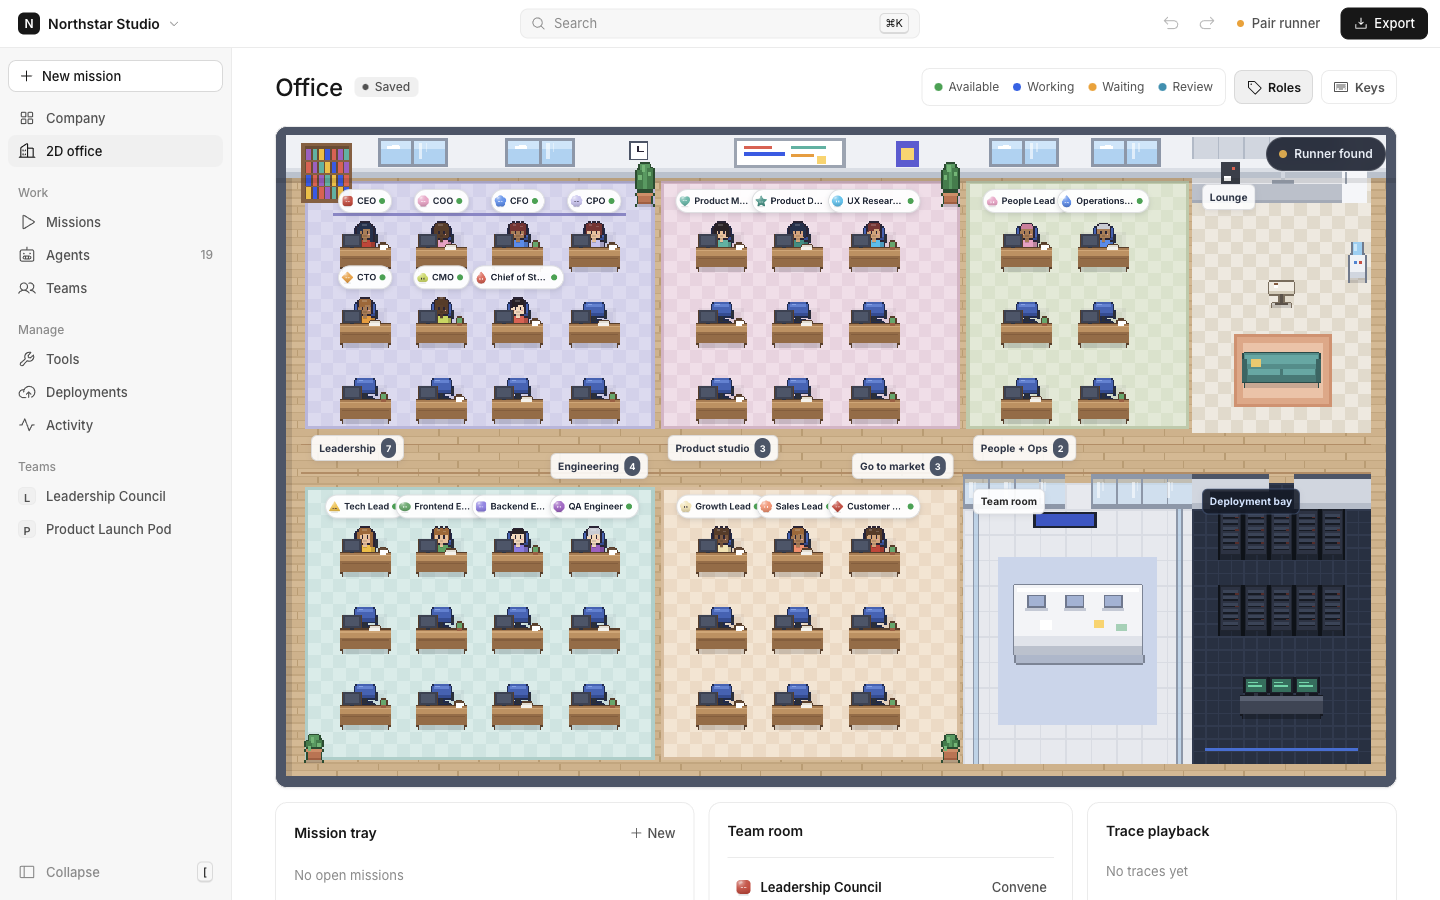 N Northstar Studio
Search ⌘K
Pair runner
Export
New mission
Company
2D office
Work
Missions
Agents 19
Teams
Manage
Tools
Deployments
Activity
Teams
L Leadership Council
P Product Launch Pod
Collapse [
Office
Saved
Available Working Waiting Review
Roles
Keys
Runner found
CEO COO CFO CPO
Product M... Product D... UX Resear...
People Lead Operations...
Lounge
CTO CMO Chief of St...
Leadership 7
Product studio 3
People + Ops 2
Engineering 4
Go to market 3
Team room
Deployment bay
Tech Lead Frontend E... Backend E... QA Engineer
Growth Lead Sales Lead Customer ...
Mission tray
New
No open missions
Team room
Leadership Council Convene
Trace playback
No traces yet